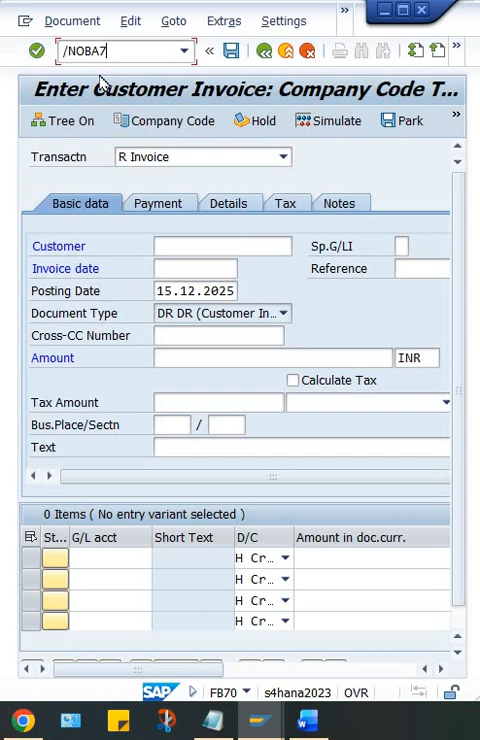 Document Edit Goto Extras Settings »
/NOBA7 « »
Enter Customer Invoice: Company Code T...
Tree On Company Code Hold Simulate Park »
Transactn R Invoice
Basic data Payment Details Tax Notes
Customer Sp.G/LI
Invoice date Reference
Posting Date 15.12.2025
Document Type DR DR (Customer In...
Cross-CC Number
Amount INR
Calculate Tax
Tax Amount
Bus.Place/Sectn /
Text
0 Items ( No entry variant selected )
St... G/L acct Short Text D/C Amount in doc.curr.
H Cr...
H Cr...
H Cr...
H Cr...
SAP FB70 s4hana2023 OVR